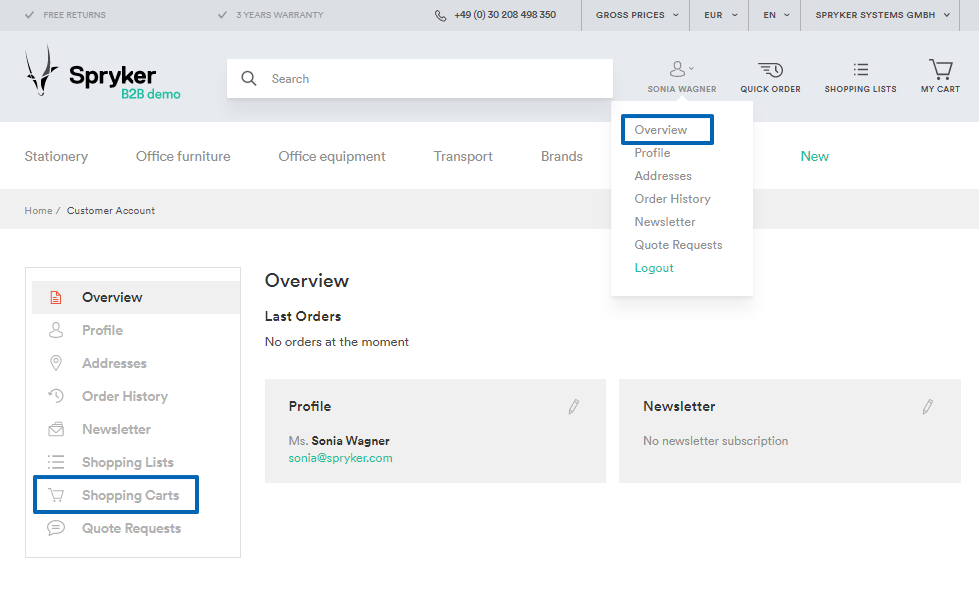 FREE RETURNS 3 YEARS WARRANTY +49 (0) 30 208 498 350 GROSS PRICES EUR EN SPRYKER SYSTEMS GMBH
Spryker
B2B demo
Search
SONIA WAGNER QUICK ORDER SHOPPING LISTS MY CART
Overview
Profile
Addresses
Order History
Newsletter
Quote Requests
Logout
Stationery Office furniture Office equipment Transport Brands New
Home / Customer Account
Overview
Profile
Addresses
Order History
Newsletter
Shopping Lists
Shopping Carts
Quote Requests
Overview
Last Orders
No orders at the moment
Profile
Ms. Sonia Wagner
sonia@spryker.com
Newsletter
No newsletter subscription